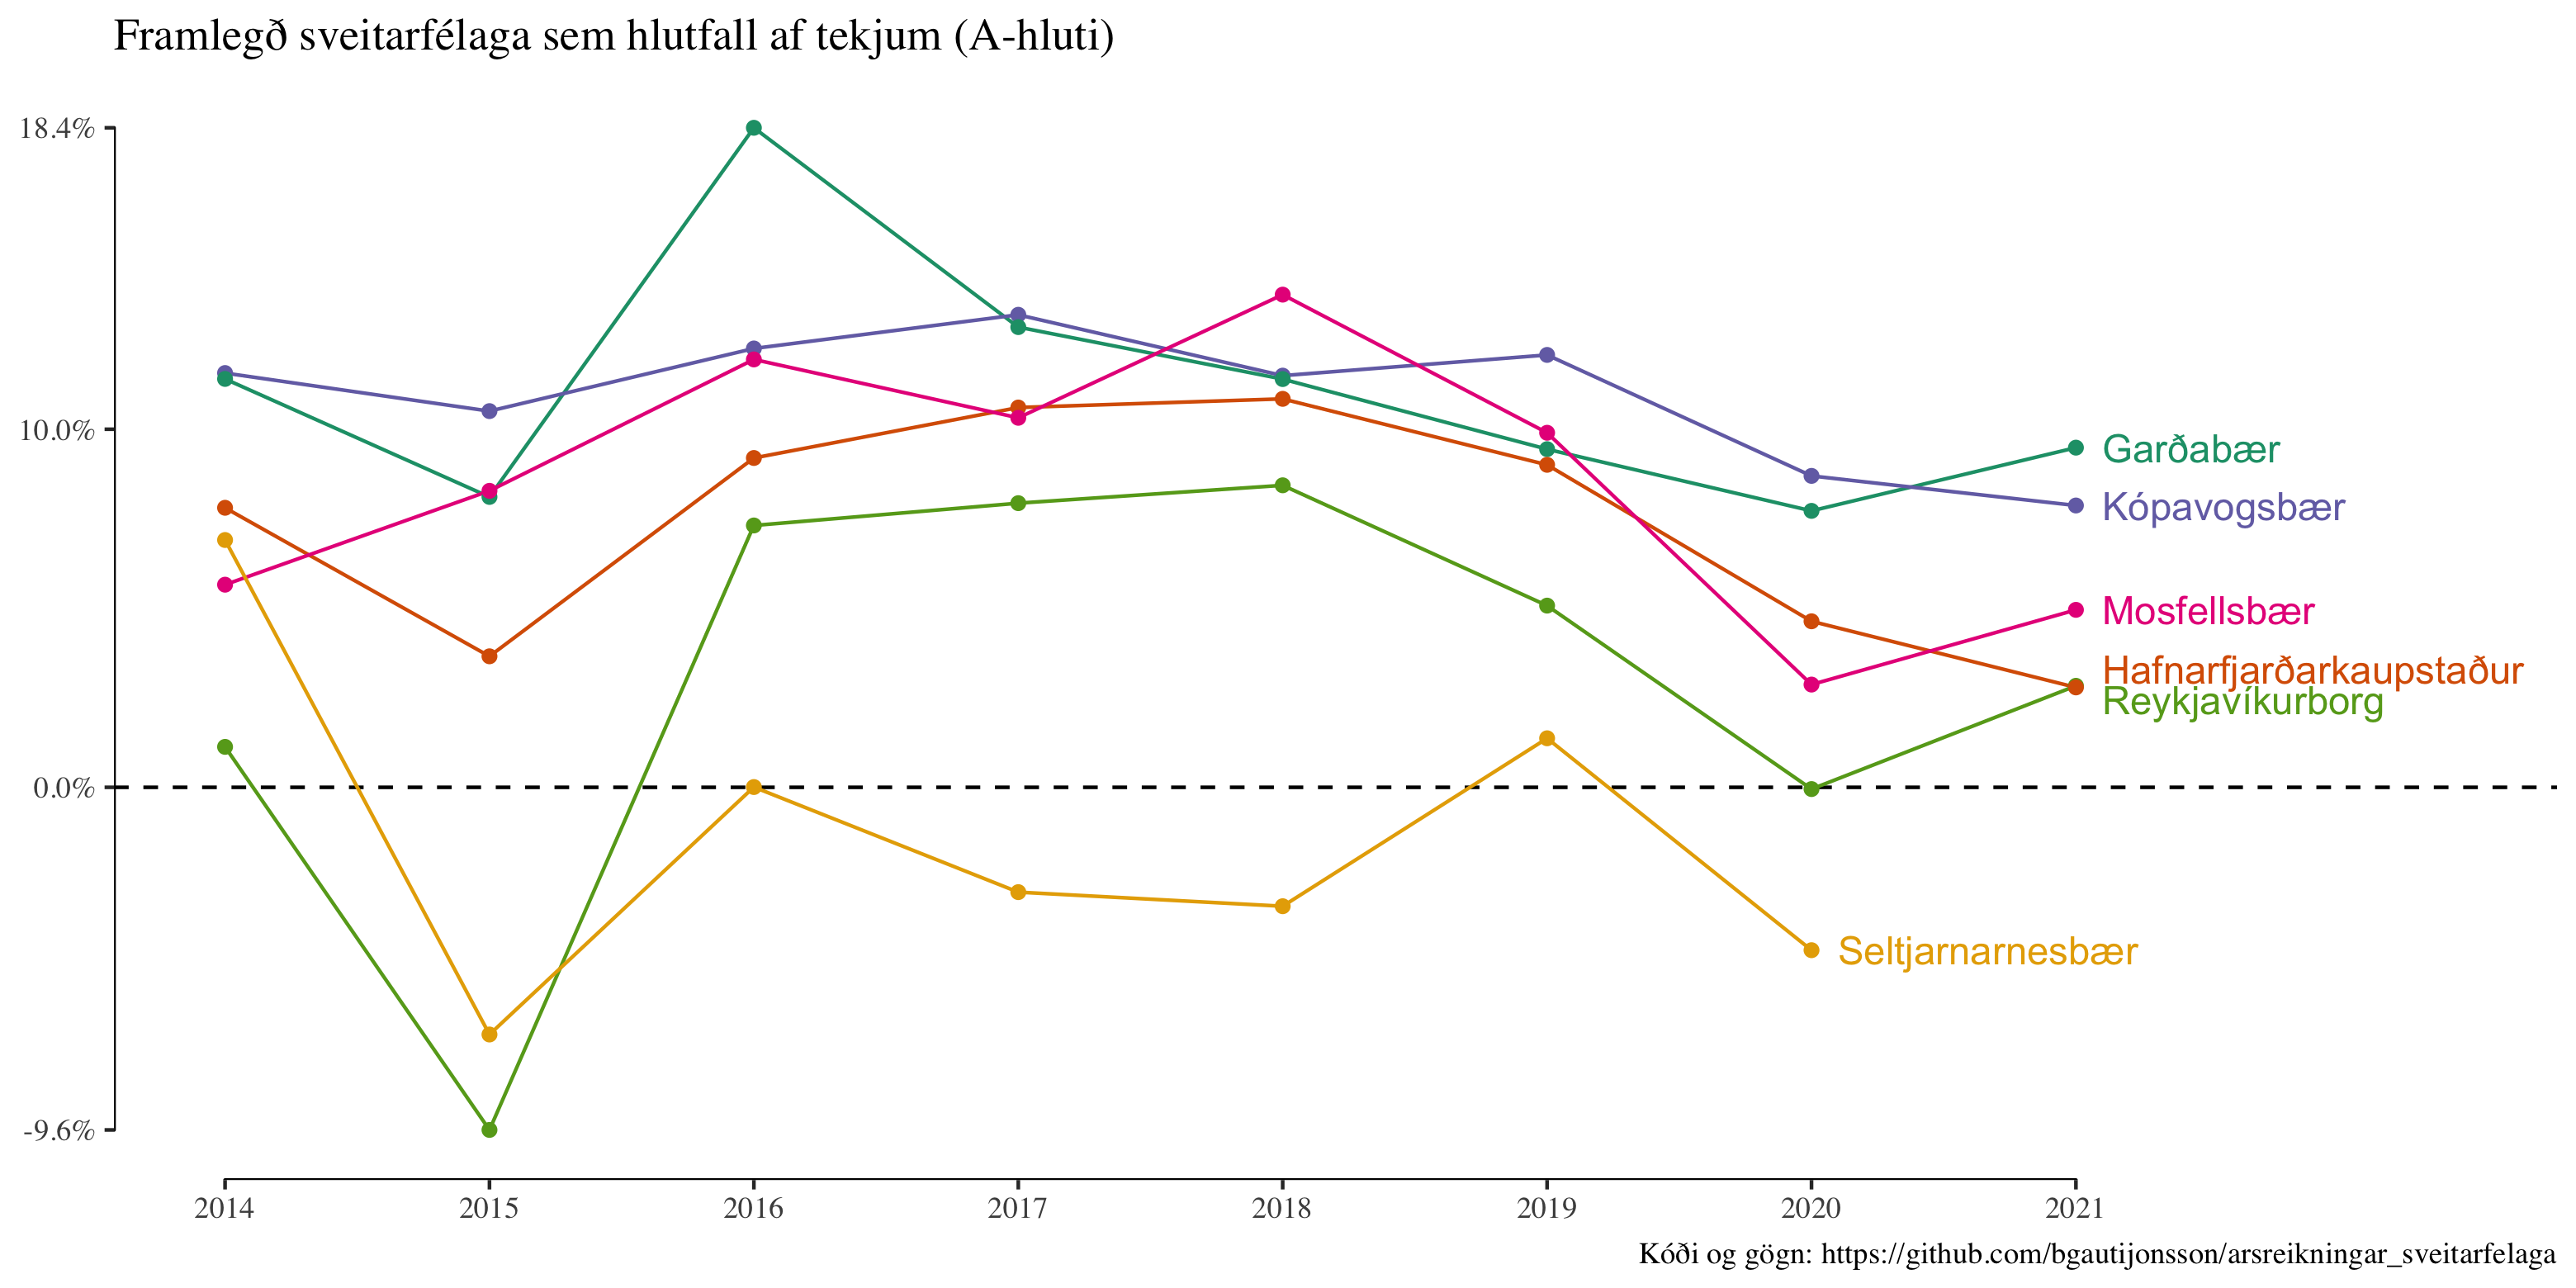 Framlegð sveitarfélaga sem hlutfall af tekjum (A-hluti)
18.4%
10.0%
0.0%
-9.6%
Garðabær
Kópavogsbær
Mosfellsbær
Hafnarfjarðarkaupstaður
Reykjavíkurborg
Seltjarnarnesbær
2014 2015 2016 2017 2018 2019 2020 2021
Kóði og gögn: https://github.com/bgautijonsson/arsreikningar_sveitarfelaga